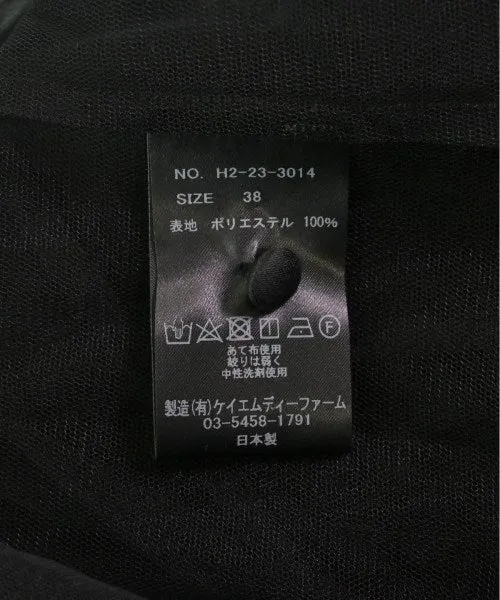 NO. H2-23-3014
SIZE 38
表地 ポリエステル 100%
F
あて布使用
絞りは弱く
中性洗剤使用
製造(有)ケイエムディーファーム
03-5458-1791
日本製